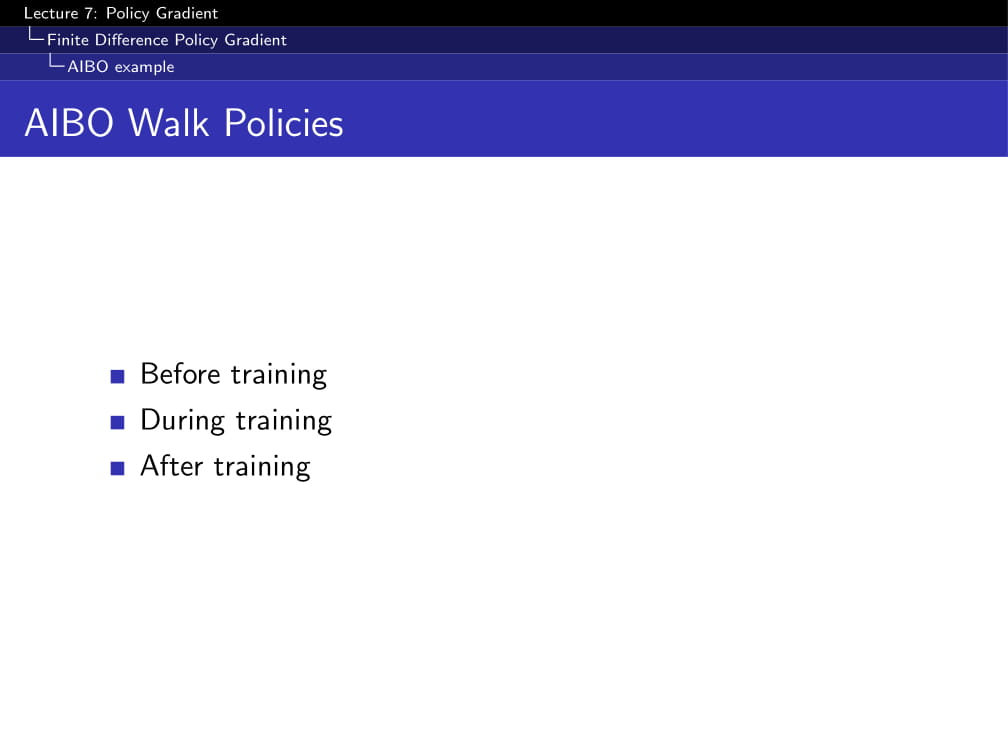 Lecture 7: Policy Gradient
Finite Difference Policy Gradient
AIBO example
AIBO Walk Policies
Before training
During training
After training